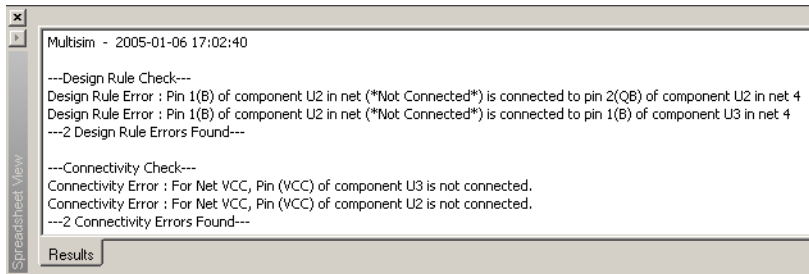 Multisim - 2005-01-06 17:02:40
---Design Rule Check---
Design Rule Error : Pin 1(B) of component U2 in net (*Not Connected*) is connected to pin 2(QB) of component U2 in net 4
Design Rule Error : Pin 1(B) of component U2 in net (*Not Connected*) is connected to pin 1(B) of component U3 in net 4
---2 Design Rule Errors Found---
---Connectivity Check---
Connectivity Error : For Net VCC, Pin (VCC) of component U3 is not connected.
Connectivity Error : For Net VCC, Pin (VCC) of component U2 is not connected.
---2 Connectivity Errors Found---
Results
Spreadsheet View